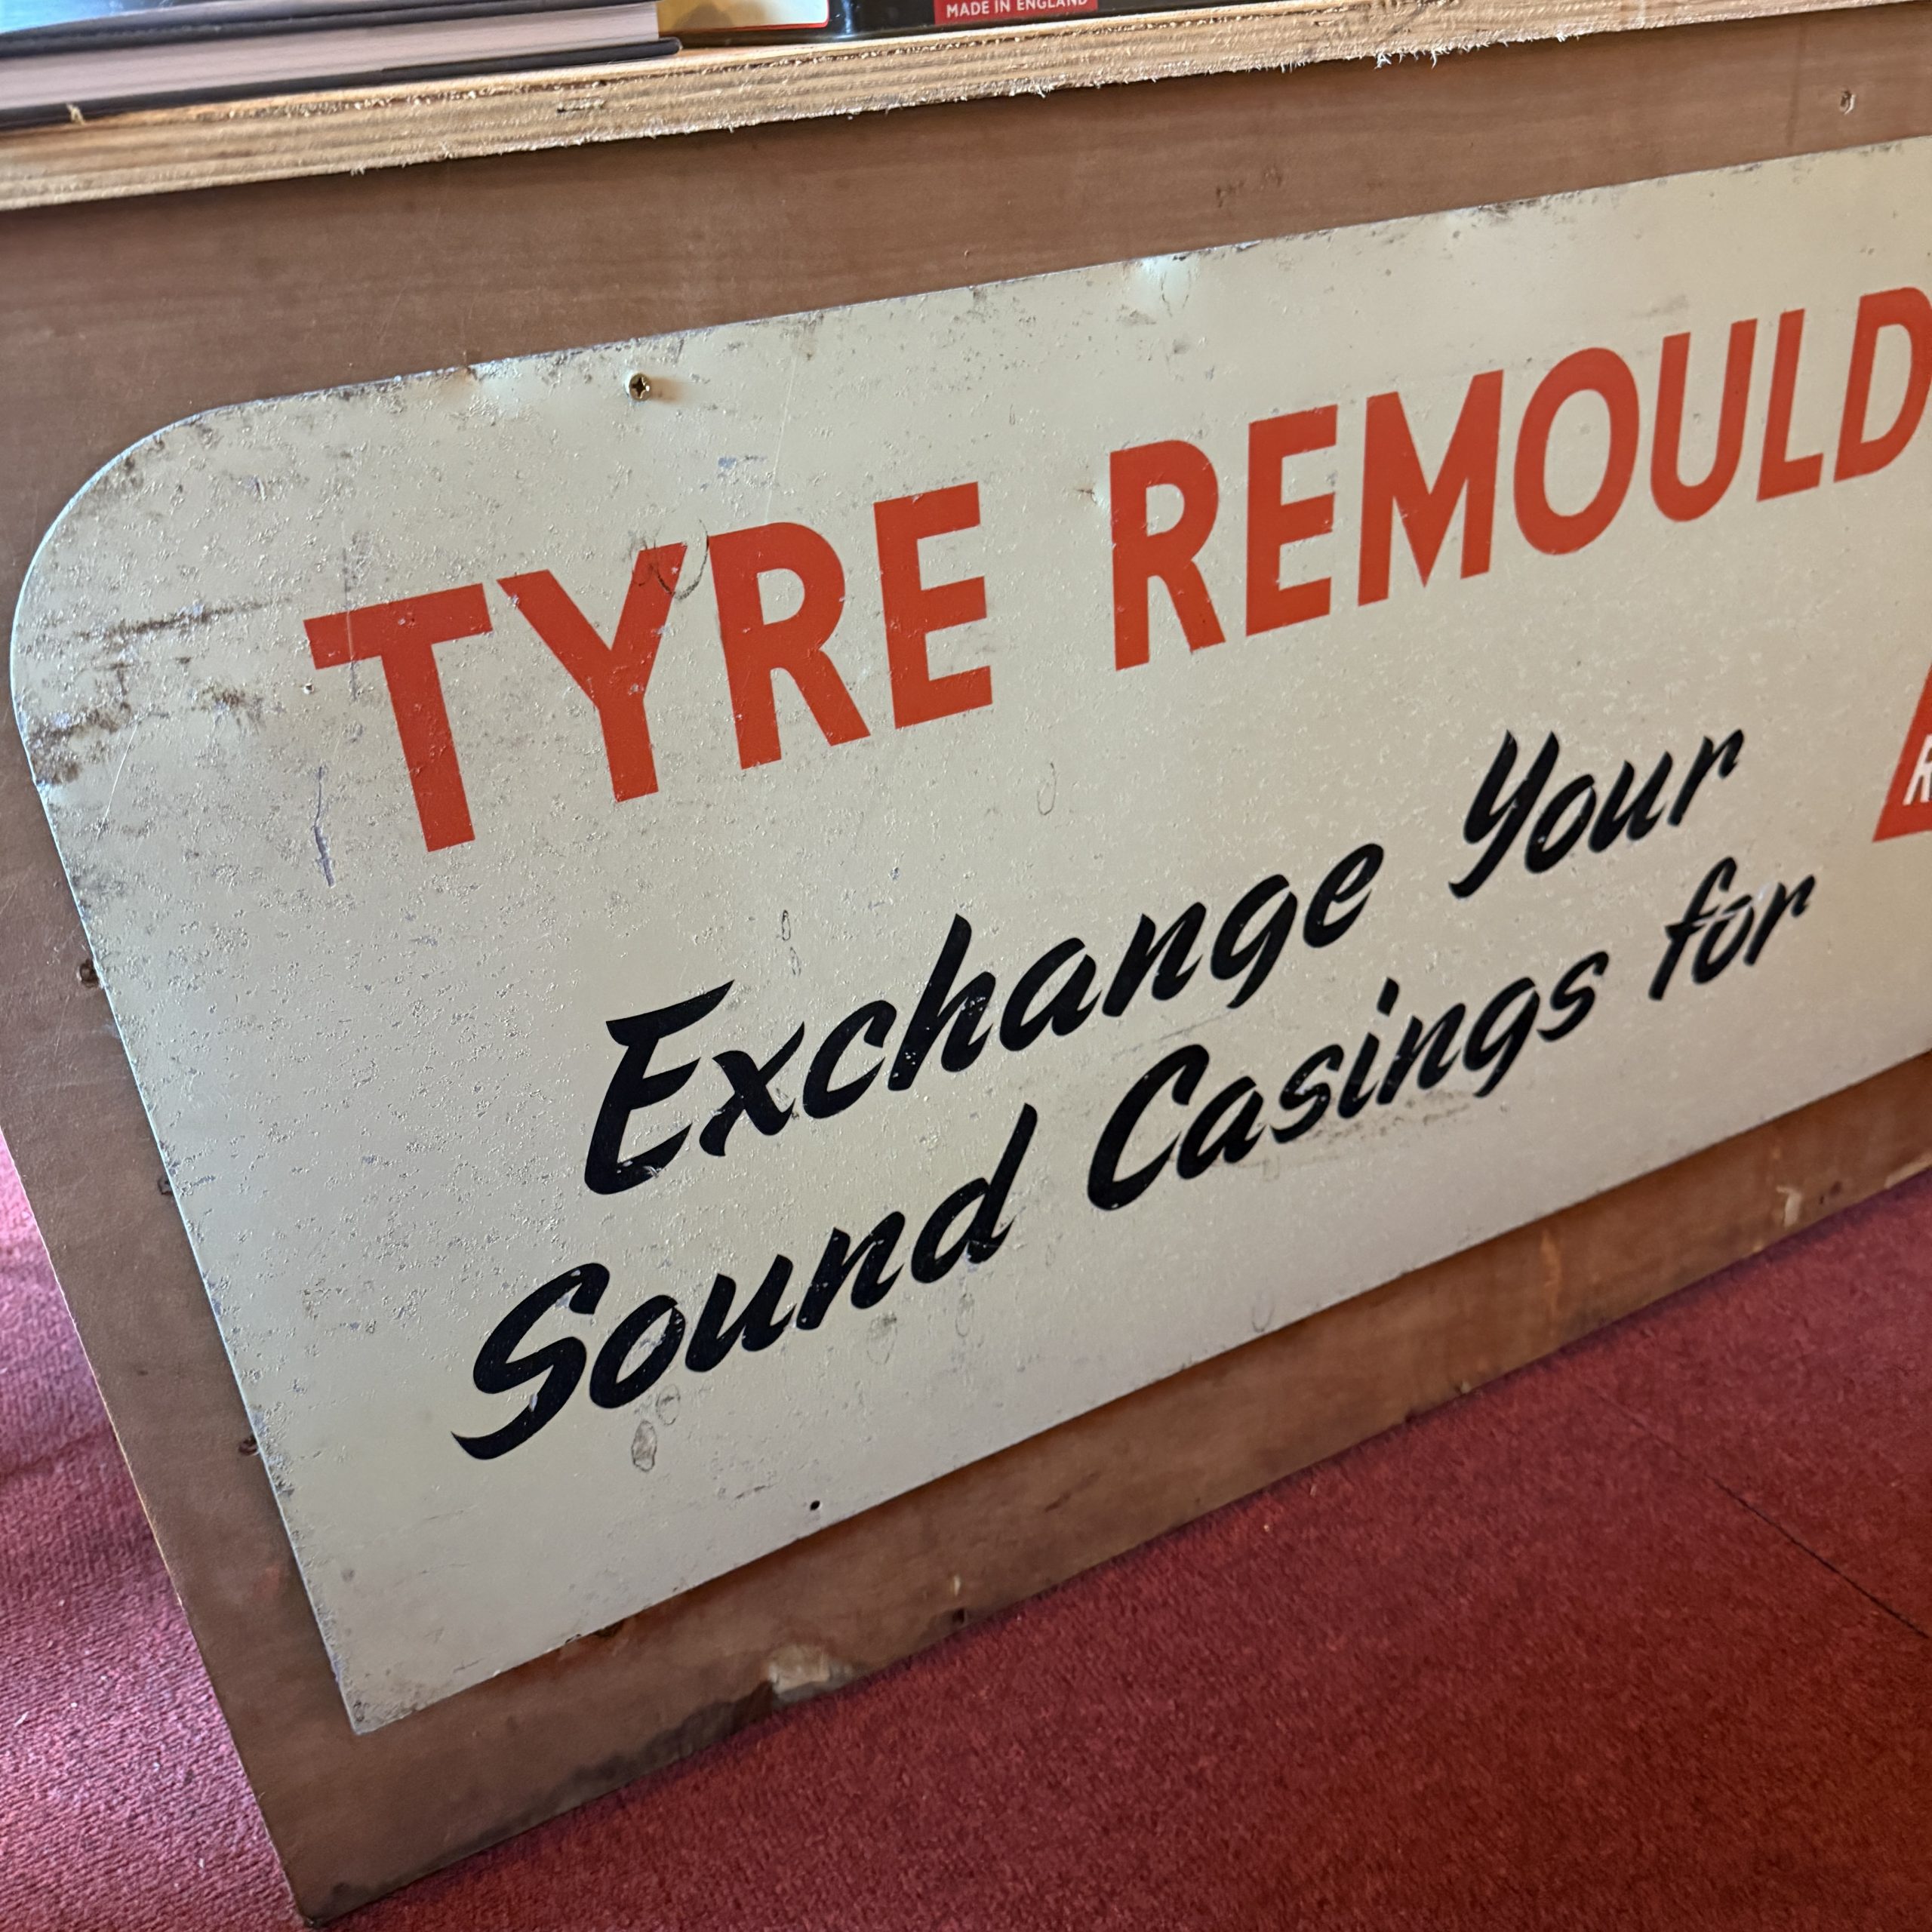 MADE IN ENGLAND
TYRE REMOULD
Exchange Your
Sound Casings for
R